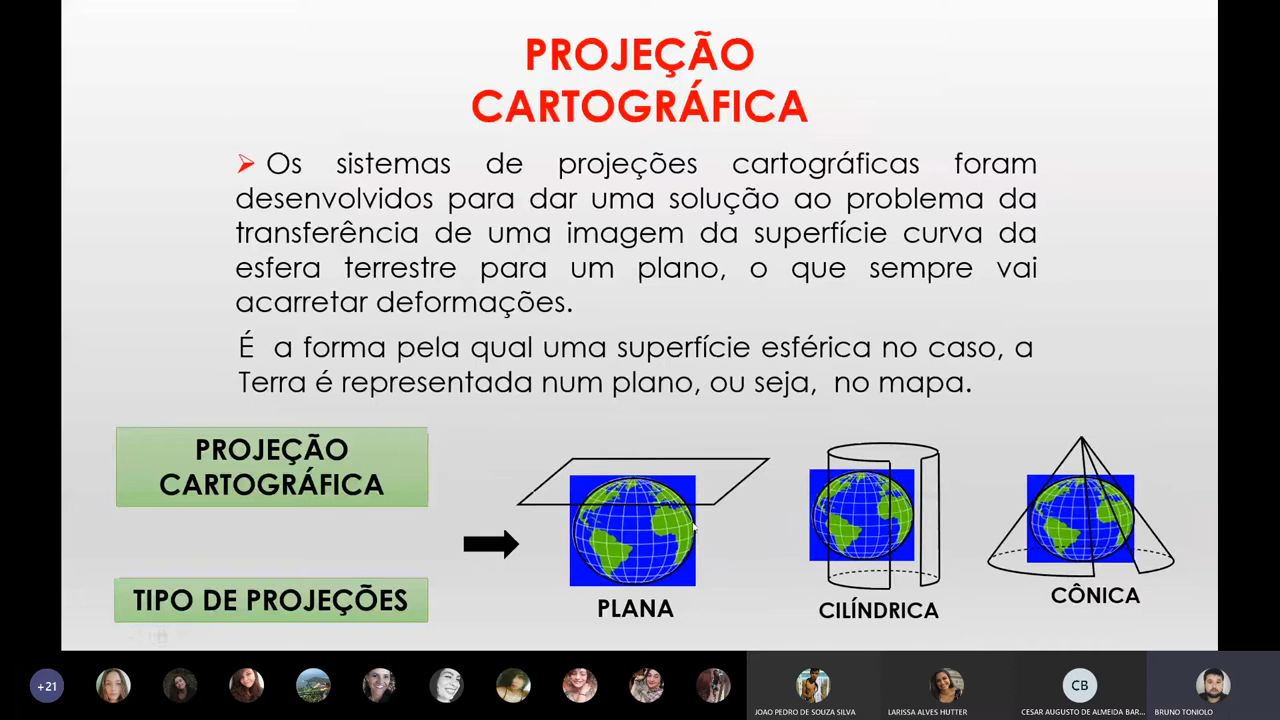 PROJEÇÃO
CARTOGRÁFICA
➢ Os sistemas de projeções cartográficas foram
desenvolvidos para dar uma solução ao problema da
transferência de uma imagem da superfície curva da
esfera terrestre para um plano, o que sempre vai
acarretar deformações.
É a forma pela qual uma superfície esférica no caso, a
Terra é representada num plano, ou seja, no mapa.
PROJEÇÃO
CARTOGRÁFICA
TIPO DE PROJEÇÕES
PLANA
CILÍNDRICA
CÔNICA
+21
CB
JOAO PEDRO DE SOUZA SILVA
LARISSA ALVES HUTTER
CESAR AUGUSTO DE ALMEIDA BAR...
BRUNO TONIOLO